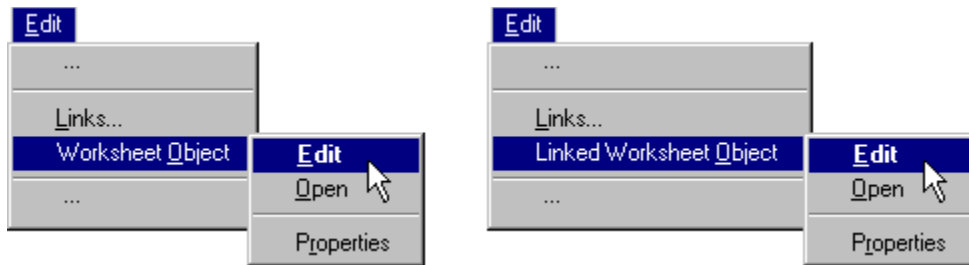 Edit
...
Links...
Worksheet Object
...
Edit
Open
Properties
Edit
...
Links...
Linked Worksheet Object
...
Edit
Open
Properties